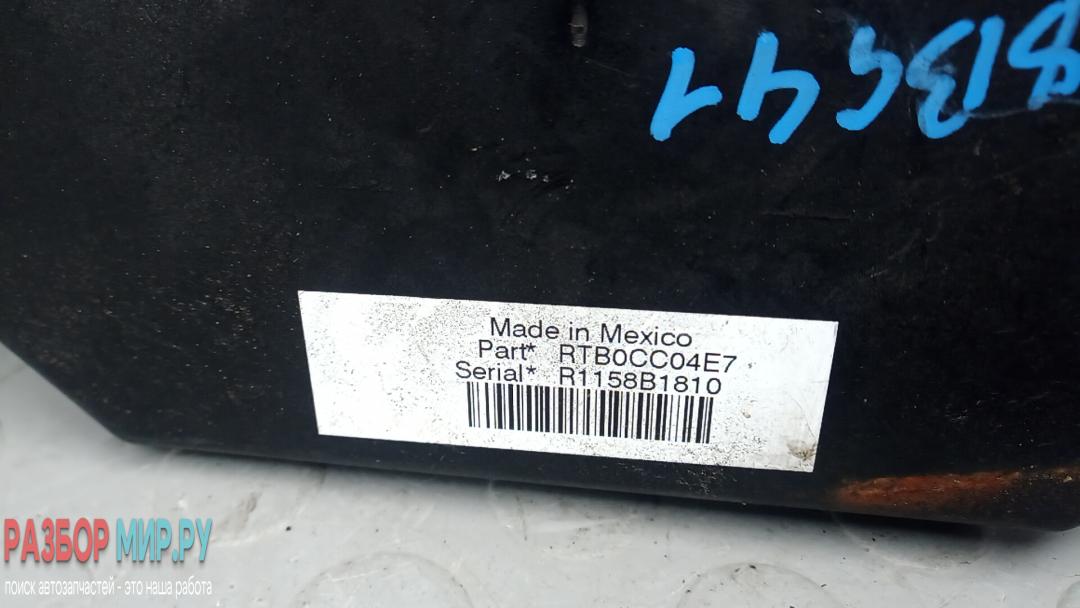 Made in Mexico
Part* RTB0CC04E7
Serial* R1158B1810
РАЗБОР МИР.РУ
поиск автозапчастей - это наша работа